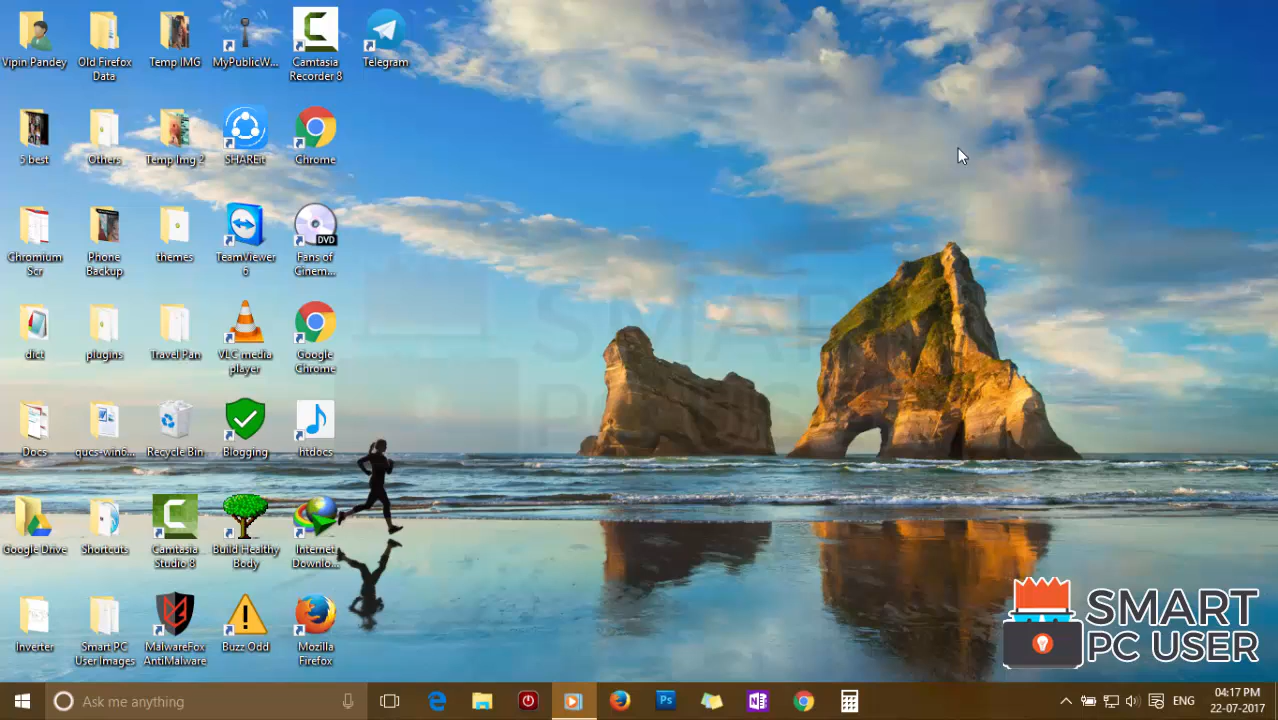 Vipin Pandey
Old Firefox
Data
Temp IMG
MyPublicW...
Camtasia
Recorder 8
Telegram
5 best
Others
Temp Img 2
SHAREit
Chrome
Chromium
Scr
Phone
Backup
themes
TeamViewer
6
DVD
Fans of
Cinem...
dict
plugins
Travel Pan
VLC media
player
Google
Chrome
Docs
qucs-win6...
Recycle Bin
Blogging
htdocs
Google Drive
Shortcuts
Camtasia
Studio 8
Build Healthy
Body
Internet
Downlo...
Inverter
Smart PC
User Images
MalwareFox
AntiMalware
Buzz Odd
Mozilla
Firefox
SMART
PC USER
Ask me anything
Ps
N
ENG
04:17 PM
22-07-2017